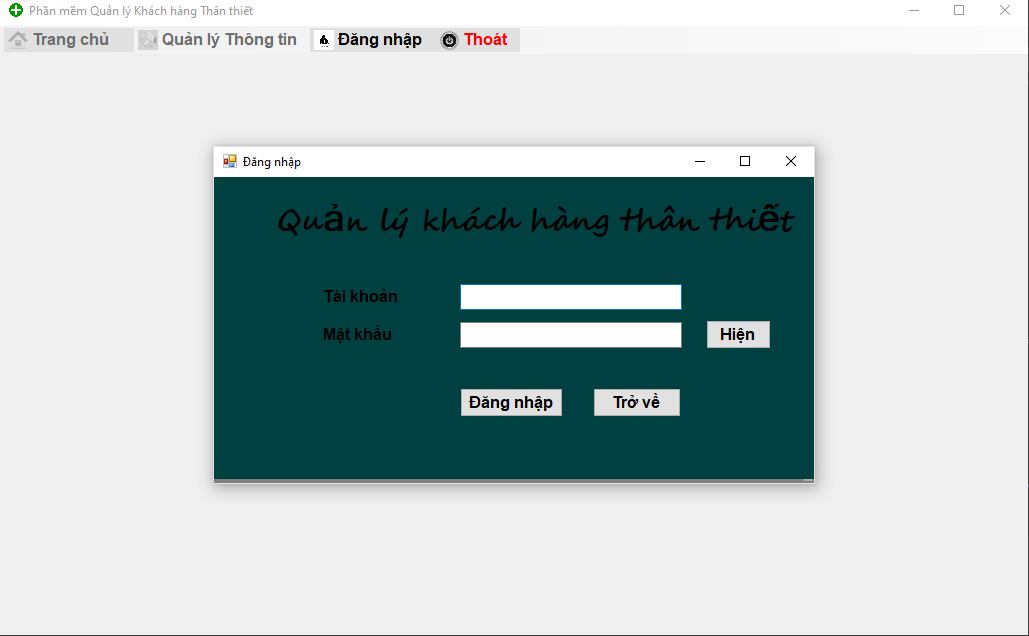 Phần mềm Quản lý Khách hàng Thân thiết
Trang chủ Quản lý Thông tin Đăng nhập Thoát
Đăng nhập
Quản lý khách hàng thân thiết
Tài khoản
Mật khẩu Hiện
Đăng nhập Trở về